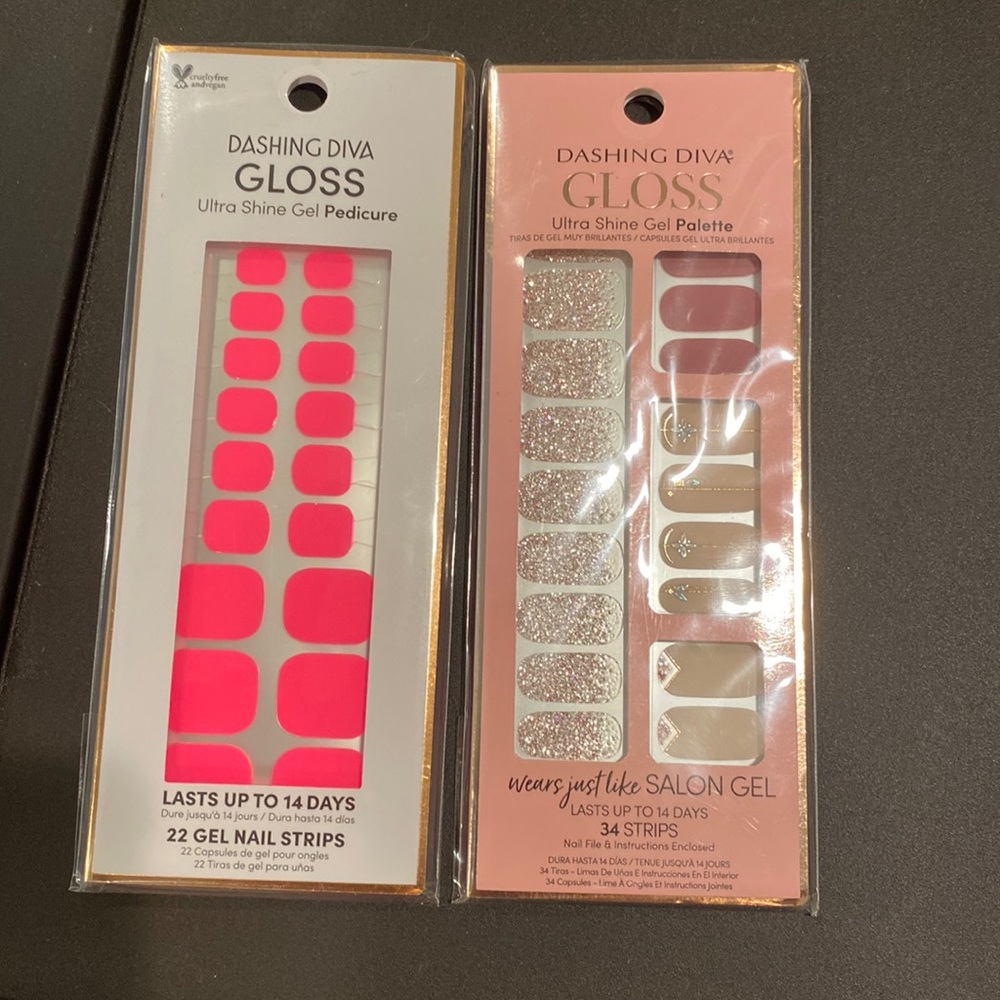 crueltyfree
andvegan
DASHING DIVA
GLOSS
Ultra Shine Gel Pedicure
LASTS UP TO 14 DAYS
Dure jusqu'à 14 jours / Dura hasta 14 días
22 GEL NAIL STRIPS
22 Capsules de gel pour ongles
22 Tiras de gel para uñas
DASHING DIVA®
GLOSS
Ultra Shine Gel Palette
TIRAS DE GEL MUY BRILLANTES / CAPSULES GEL ULTRA BRILLANTES
wears just like SALON GEL
LASTS UP TO 14 DAYS
34 STRIPS
Nail File & Instructions Enclosed
DURA HASTA 14 DÍAS / TENUE JUSQU'À 14 JOURS
34 Tiras – Limas De Uñas E Instrucciones En El Interior
34 Capsules – Lime À Ongles Et Instructions Jointes